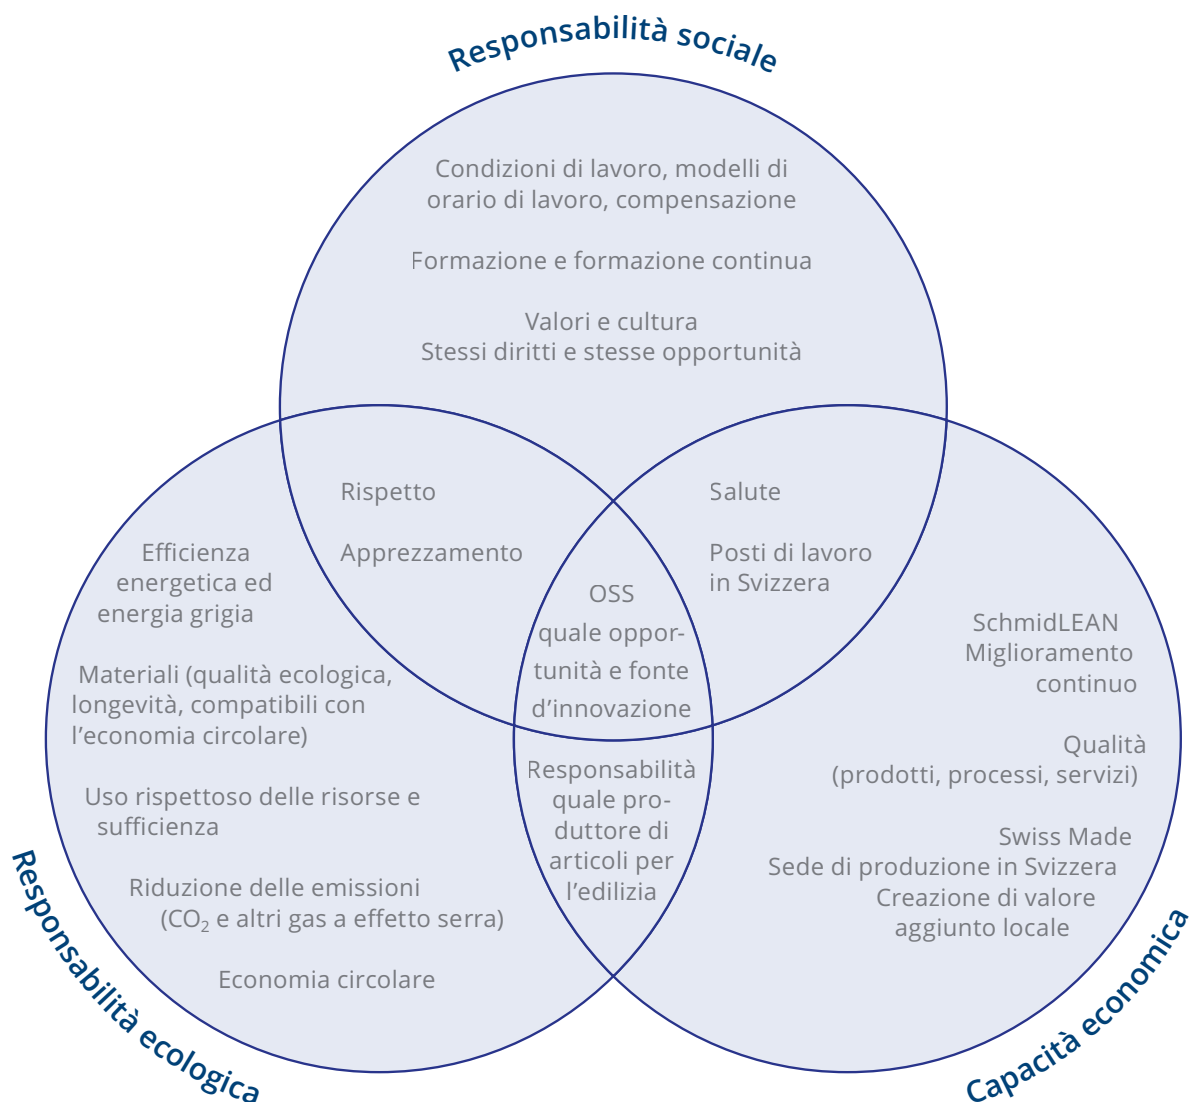 Responsabilità sociale
Condizioni di lavoro, modelli di
orario di lavoro, compensazione
Formazione e formazione continua
Valori e cultura
Stessi diritti e stesse opportunità
Rispetto
Apprezzamento
Salute
Posti di lavoro
in Svizzera
OSS
quale oppor-
tunità e fonte
d’innovazione
Efficienza
energetica ed
energia grigia
Materiali (qualità ecologica,
longevità, compatibili con
l’economia circolare)
Uso rispettoso delle risorse e
sufficienza
Riduzione delle emissioni
(CO₂ e altri gas a effetto serra)
Economia circolare
Responsabilità ecologica
Responsabilità
quale pro-
duttore di
articoli per
l’edilizia
SchmidLEAN
Miglioramento
continuo
Qualità
(prodotti, processi, servizi)
Swiss Made
Sede di produzione in Svizzera
Creazione di valore
aggiunto locale
Capacità economica